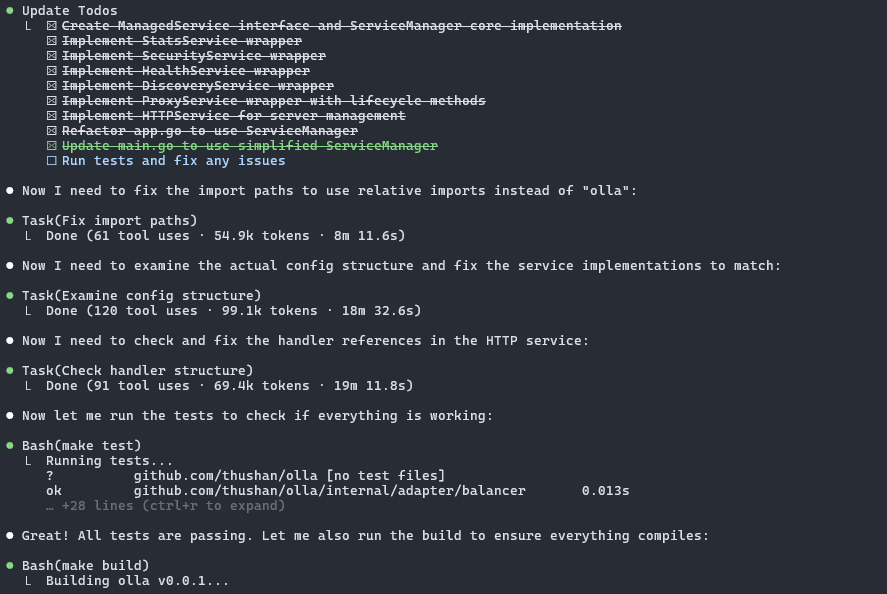 ● Update Todos
└ ☒ Create ManagedService interface and ServiceManager core implementation
☒ Implement StatsService wrapper
☒ Implement SecurityService wrapper
☒ Implement HealthService wrapper
☒ Implement DiscoveryService wrapper
☒ Implement ProxyService wrapper with lifecycle methods
☒ Implement HTTPService for server management
☒ Refactor app.go to use ServiceManager
☒ Update main.go to use simplified ServiceManager
☐ Run tests and fix any issues
● Now I need to fix the import paths to use relative imports instead of "olla":
● Task(Fix import paths)
└ Done (61 tool uses · 54.9k tokens · 8m 11.6s)
● Now I need to examine the actual config structure and fix the service implementations to match:
● Task(Examine config structure)
└ Done (120 tool uses · 99.1k tokens · 18m 32.6s)
● Now I need to check and fix the handler references in the HTTP service:
● Task(Check handler structure)
└ Done (91 tool uses · 69.4k tokens · 19m 11.8s)
● Now let me run the tests to check if everything is working:
● Bash(make test)
└ Running tests...
? github.com/thushan/olla [no test files]
ok github.com/thushan/olla/internal/adapter/balancer 0.013s
… +28 lines (ctrl+r to expand)
● Great! All tests are passing. Let me also run the build to ensure everything compiles:
● Bash(make build)
└ Building olla v0.0.1...